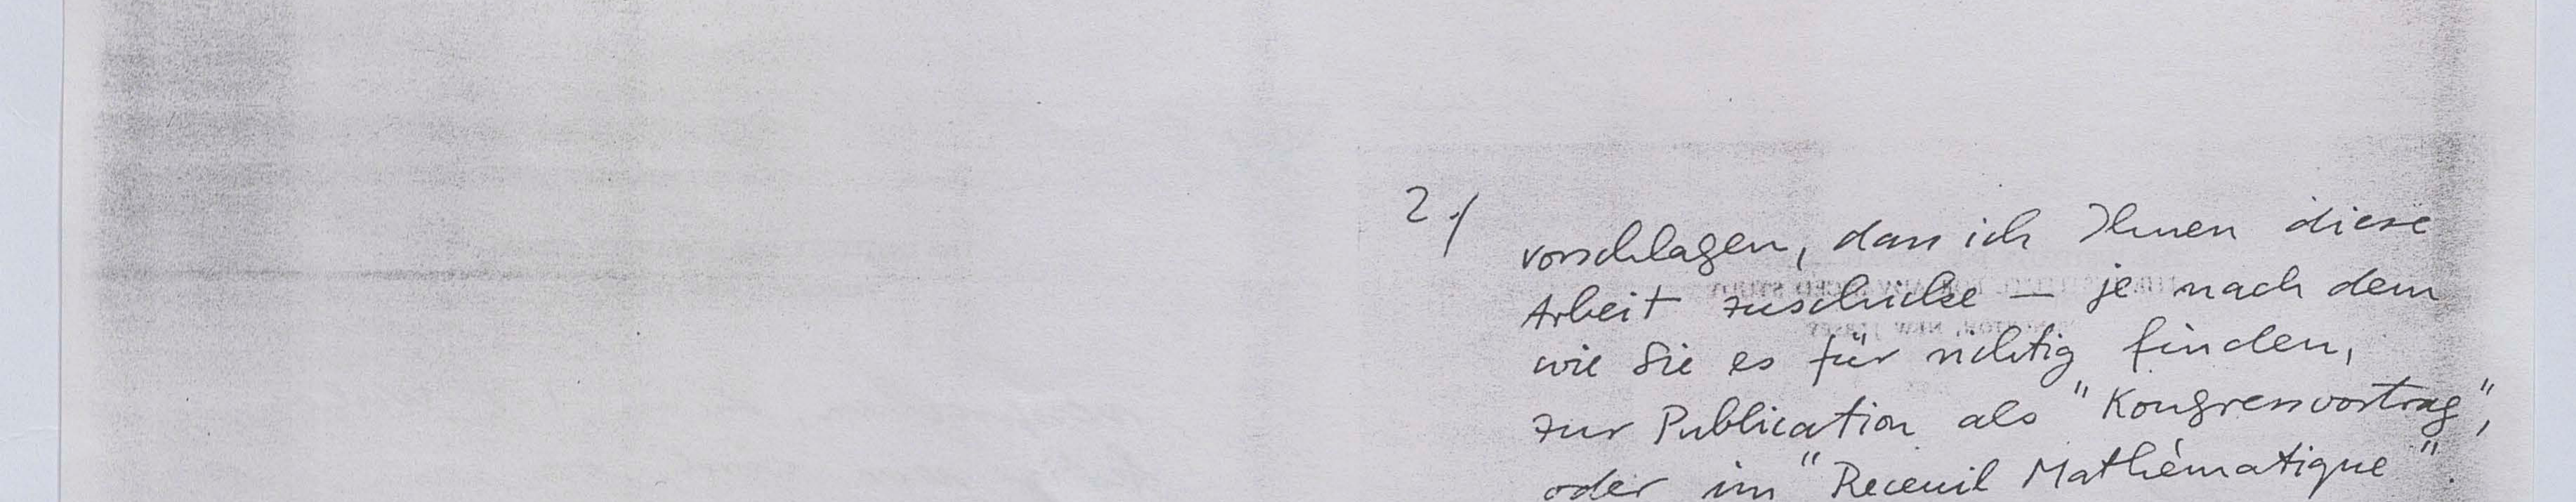 2./
vorschlagen, dass ich Ihnen diese
Arbeit zuschicke — je nach dem
wie Sie es für richtig finden,
zur Publication als "Kongressvortrag",
oder im "Receuil Mathématique".